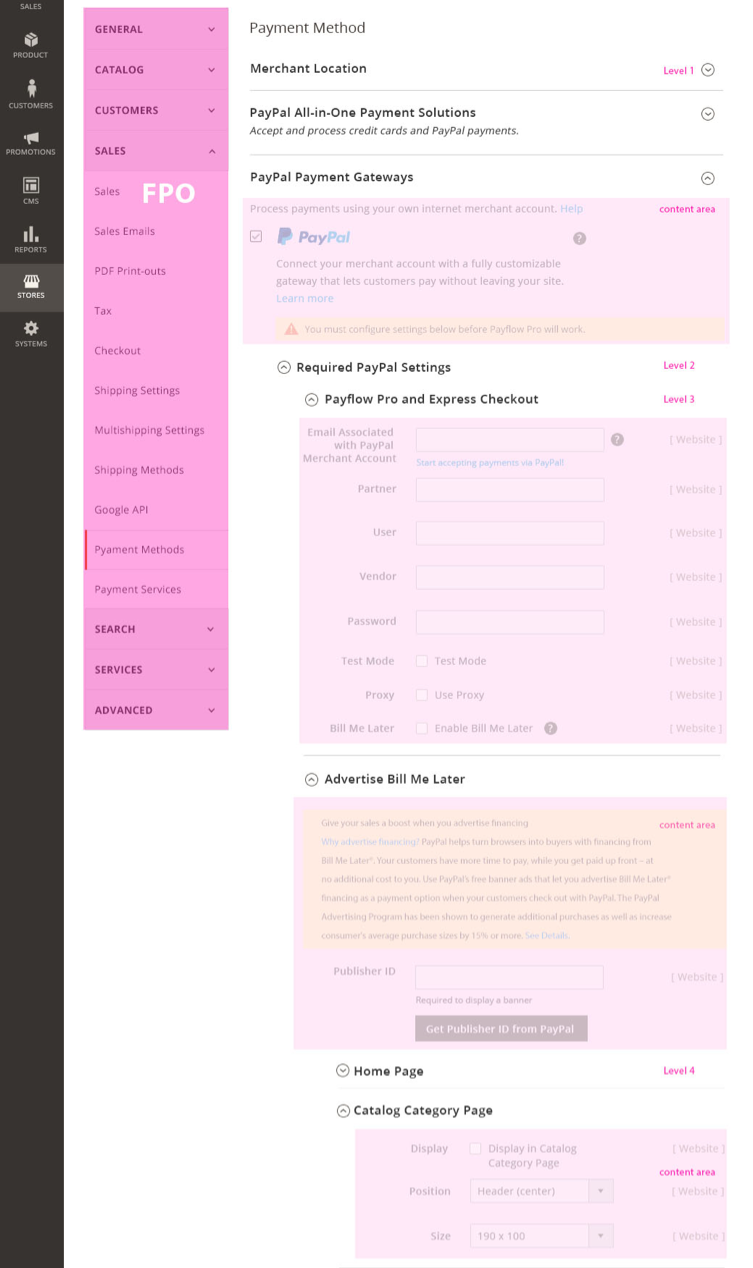 SALES
PRODUCT
CUSTOMERS
PROMOTIONS
CMS
REPORTS
STORES
SYSTEMS
GENERAL
CATALOG
CUSTOMERS
SALES
Sales
FPO
Sales Emails
PDF Print-outs
Tax
Checkout
Shipping Settings
Multishipping Settings
Shipping Methods
Google API
Pyament Methods
Payment Services
SEARCH
SERVICES
ADVANCED
Payment Method
Merchant Location
Level 1
PayPal All-in-One Payment Solutions
Accept and process credit cards and PayPal payments.
PayPal Payment Gateways
Process payments using your own internet merchant account. Help
content area
PayPal
?
Connect your merchant account with a fully customizable
gateway that lets customers pay without leaving your site.
Learn more
You must configure settings below before Payflow Pro will work.
Required PayPal Settings
Level 2
Payflow Pro and Express Checkout
Level 3
Email Associated
with PayPal
Merchant Account
?
[ Website ]
Start accepting payments via PayPal!
Partner
[ Website ]
User
[ Website ]
Vendor
[ Website ]
Password
[ Website ]
Test Mode
Test Mode
[ Website ]
Proxy
Use Proxy
[ Website ]
Bill Me Later
Enable Bill Me Later
?
[ Website ]
Advertise Bill Me Later
Give your sales a boost when you advertise financing
content area
Why advertise financing? PayPal helps turn browsers into buyers with financing from
Bill Me Later®. Your customers have more time to pay, while you get paid up front – at
no additional cost to you. Use PayPal's free banner ads that let you advertise Bill Me Later®
financing as a payment option when your customers check out with PayPal. The PayPal
Advertising Program has been shown to generate additional purchases as well as increase
consumer's average purchase sizes by 15% or more. See Details.
Publisher ID
[ Website ]
Required to display a banner
Get Publisher ID from PayPal
Home Page
Level 4
Catalog Category Page
Display
Display in Catalog
Category Page
[ Website ]
content area
Position
Header (center)
[ Website ]
Size
190 x 100
[ Website ]